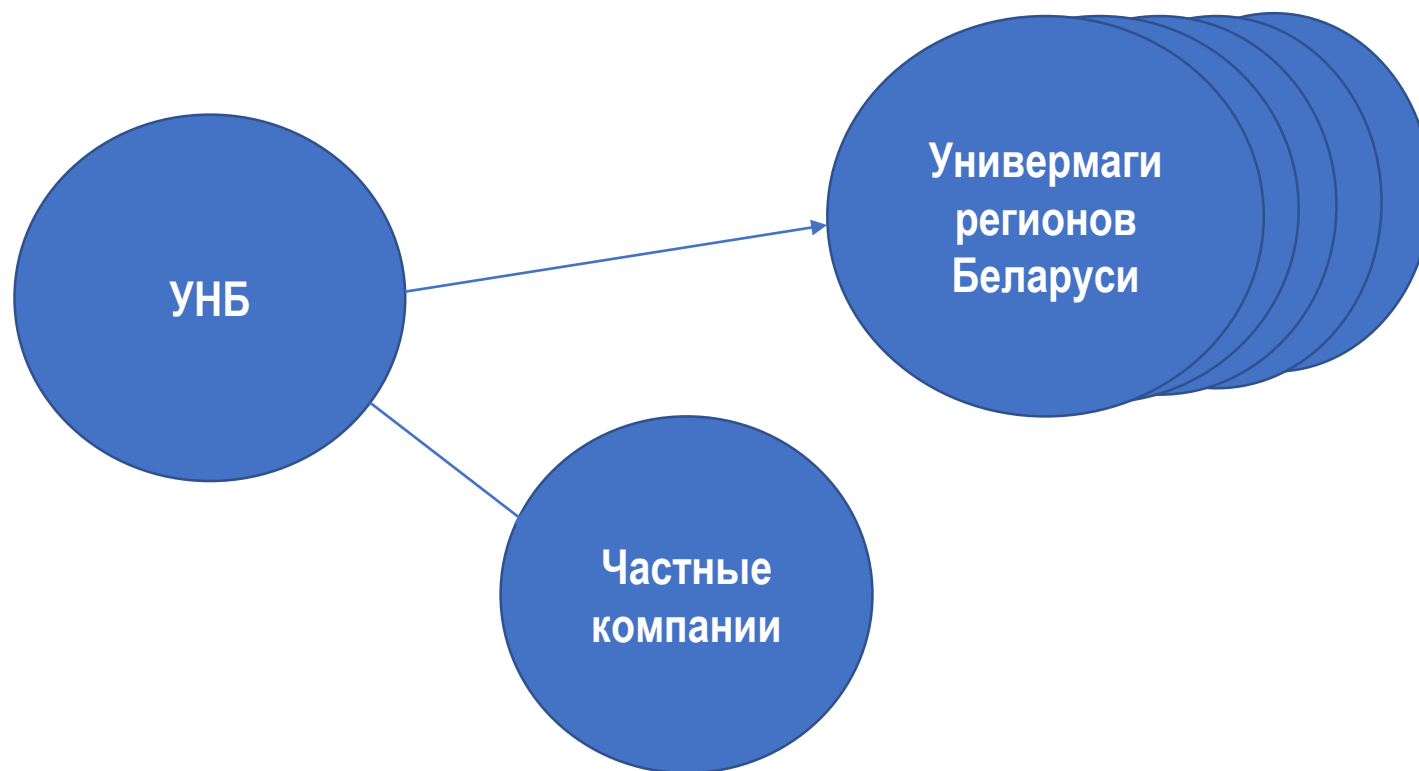 УНБ
Универмаги
регионов
Беларуси
Частные
компании